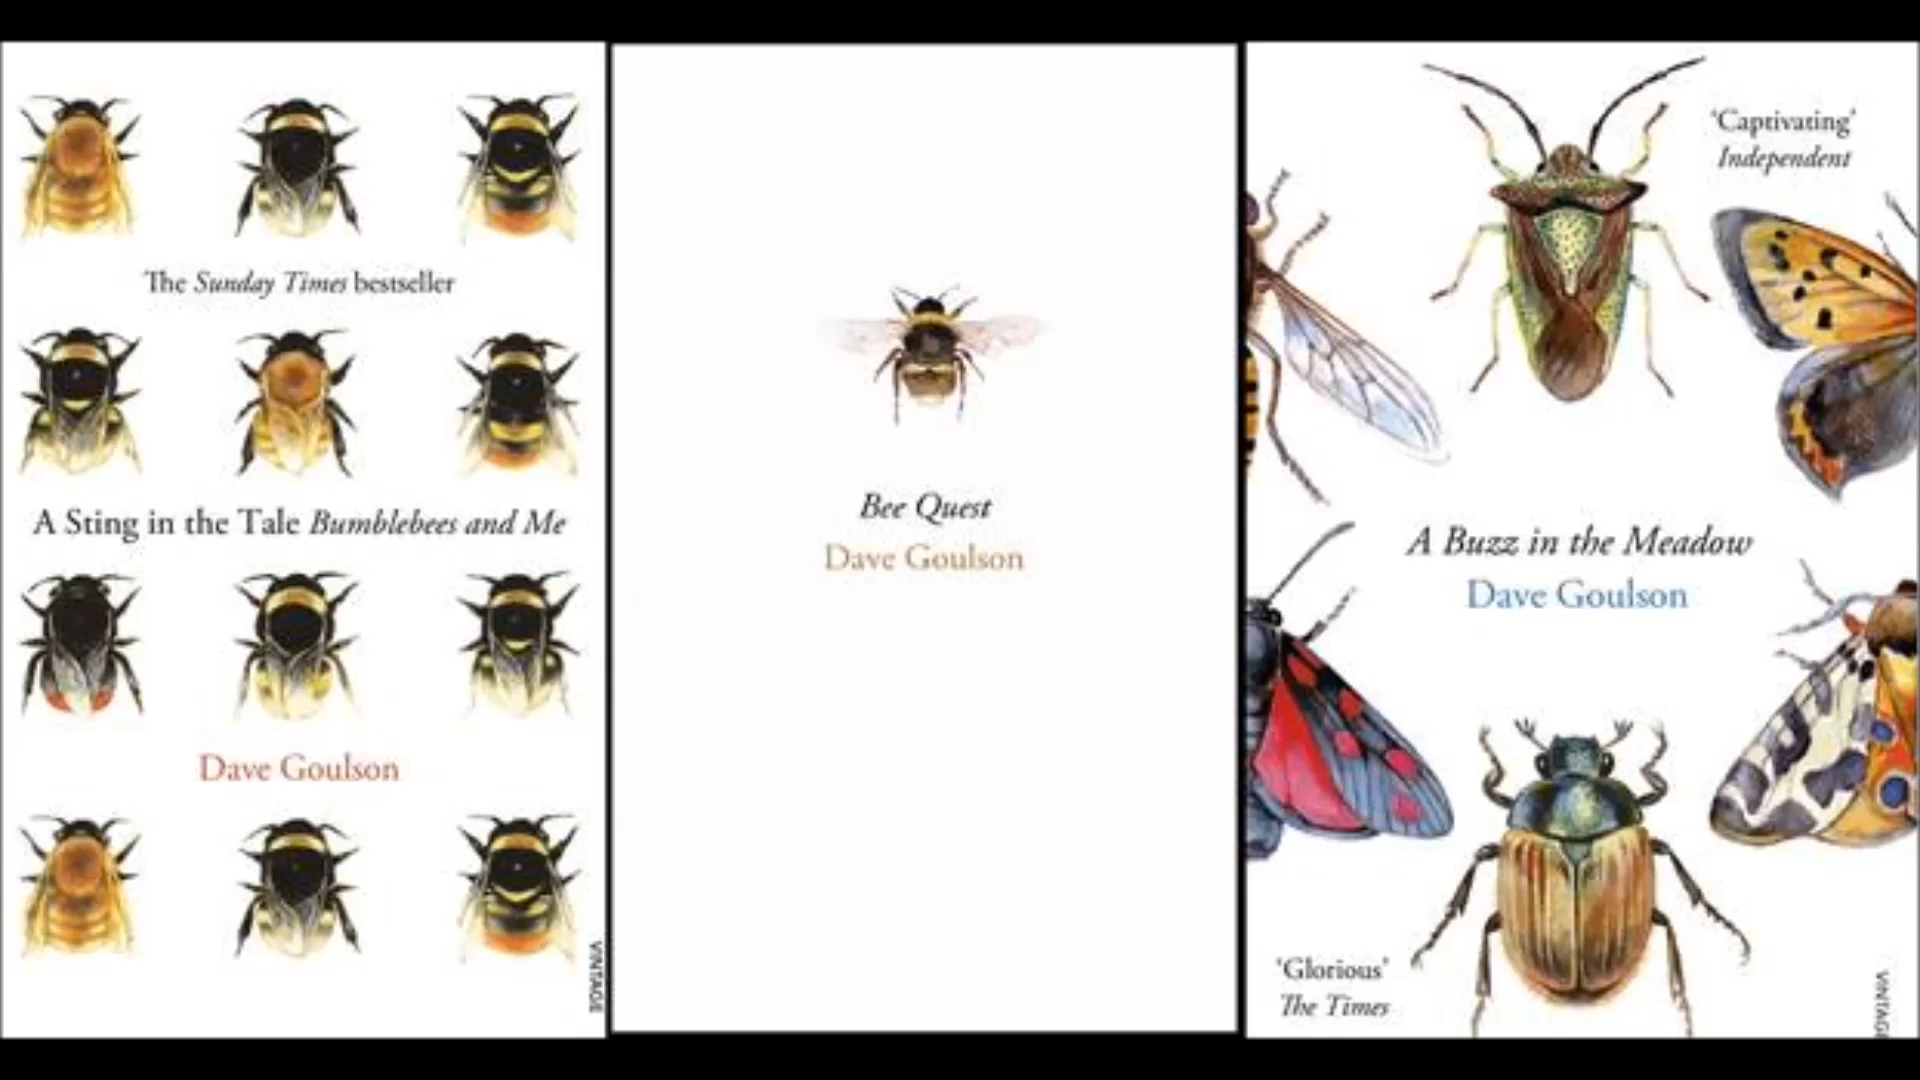 The Sunday Times bestseller
A Sting in the Tale Bumblebees and Me
Dave Goulson
VINTAGE
Bee Quest
Dave Goulson
'Captivating'
Independent
A Buzz in the Meadow
Dave Goulson
'Glorious'
The Times
VINTAGE